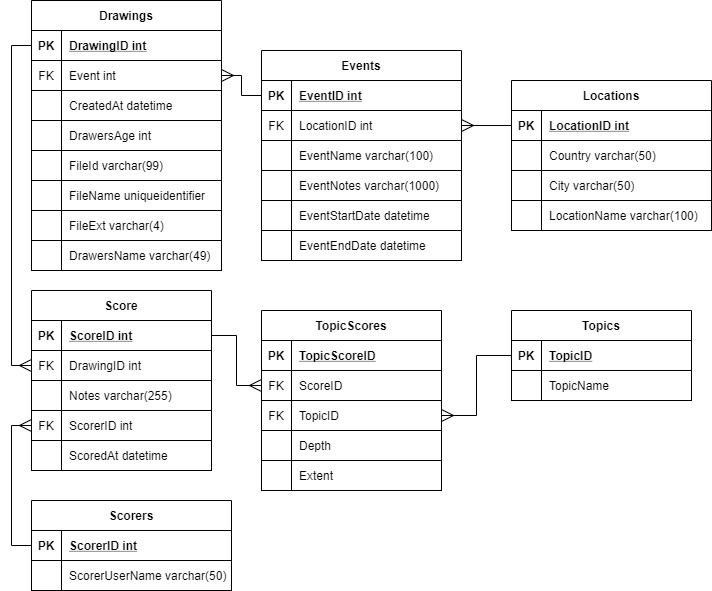 Drawings
PK DrawingID int
FK Event int
CreatedAt datetime
DrawersAge int
FileId varchar(99)
FileName uniqueidentifier
FileExt varchar(4)
DrawersName varchar(49)
Events
PK EventID int
FK LocationID int
EventName varchar(100)
EventNotes varchar(1000)
EventStartDate datetime
EventEndDate datetime
Locations
PK LocationID int
Country varchar(50)
City varchar(50)
LocationName varchar(100)
Score
PK ScoreID int
FK DrawingID int
Notes varchar(255)
FK ScorerID int
ScoredAt datetime
TopicScores
PK TopicScoreID
FK ScoreID
FK TopicID
Depth
Extent
Topics
PK TopicID
TopicName
Scorers
PK ScorerID int
ScorerUserName varchar(50)